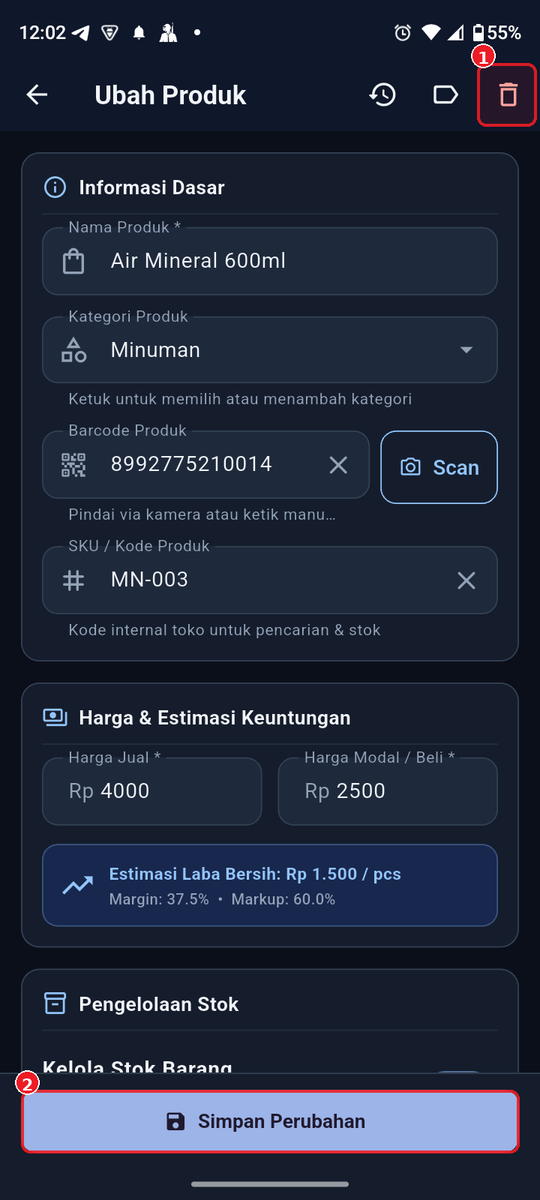 12:02
55%
1
Ubah Produk
Informasi Dasar
Nama Produk *
Air Mineral 600ml
Kategori Produk
Minuman
Ketuk untuk memilih atau menambah kategori
Barcode Produk
8992775210014
Scan
Pindai via kamera atau ketik manu...
SKU / Kode Produk
MN-003
Kode internal toko untuk pencarian & stok
Harga & Estimasi Keuntungan
Harga Jual *
Harga Modal / Beli *
Rp 4000
Rp 2500
Estimasi Laba Bersih: Rp 1.500 / pcs
Margin: 37.5% • Markup: 60.0%
Pengelolaan Stok
Kelola Stok Barang
2
Simpan Perubahan